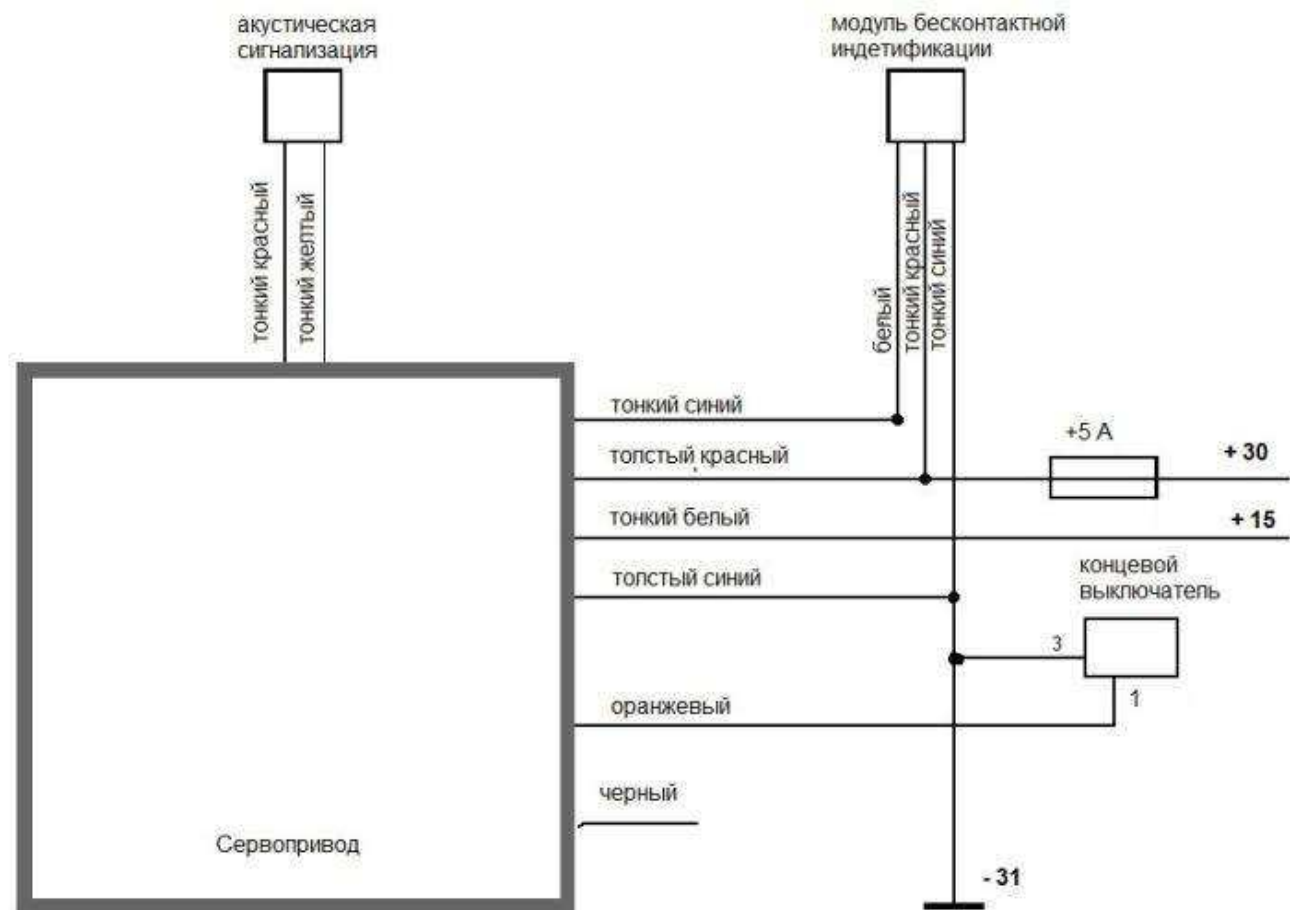 акустическая
сигнализация
модуль бесконтактной
индетификации
тонкий красный
тонкий желтый
белый
тонкий красный
тонкий синий
тонкий синий
+5 А
толстый красный
+ 30
тонкий белый
+ 15
толстый синий
концевой
выключатель
3
1
оранжевый
черный
Сервопривод
- 31